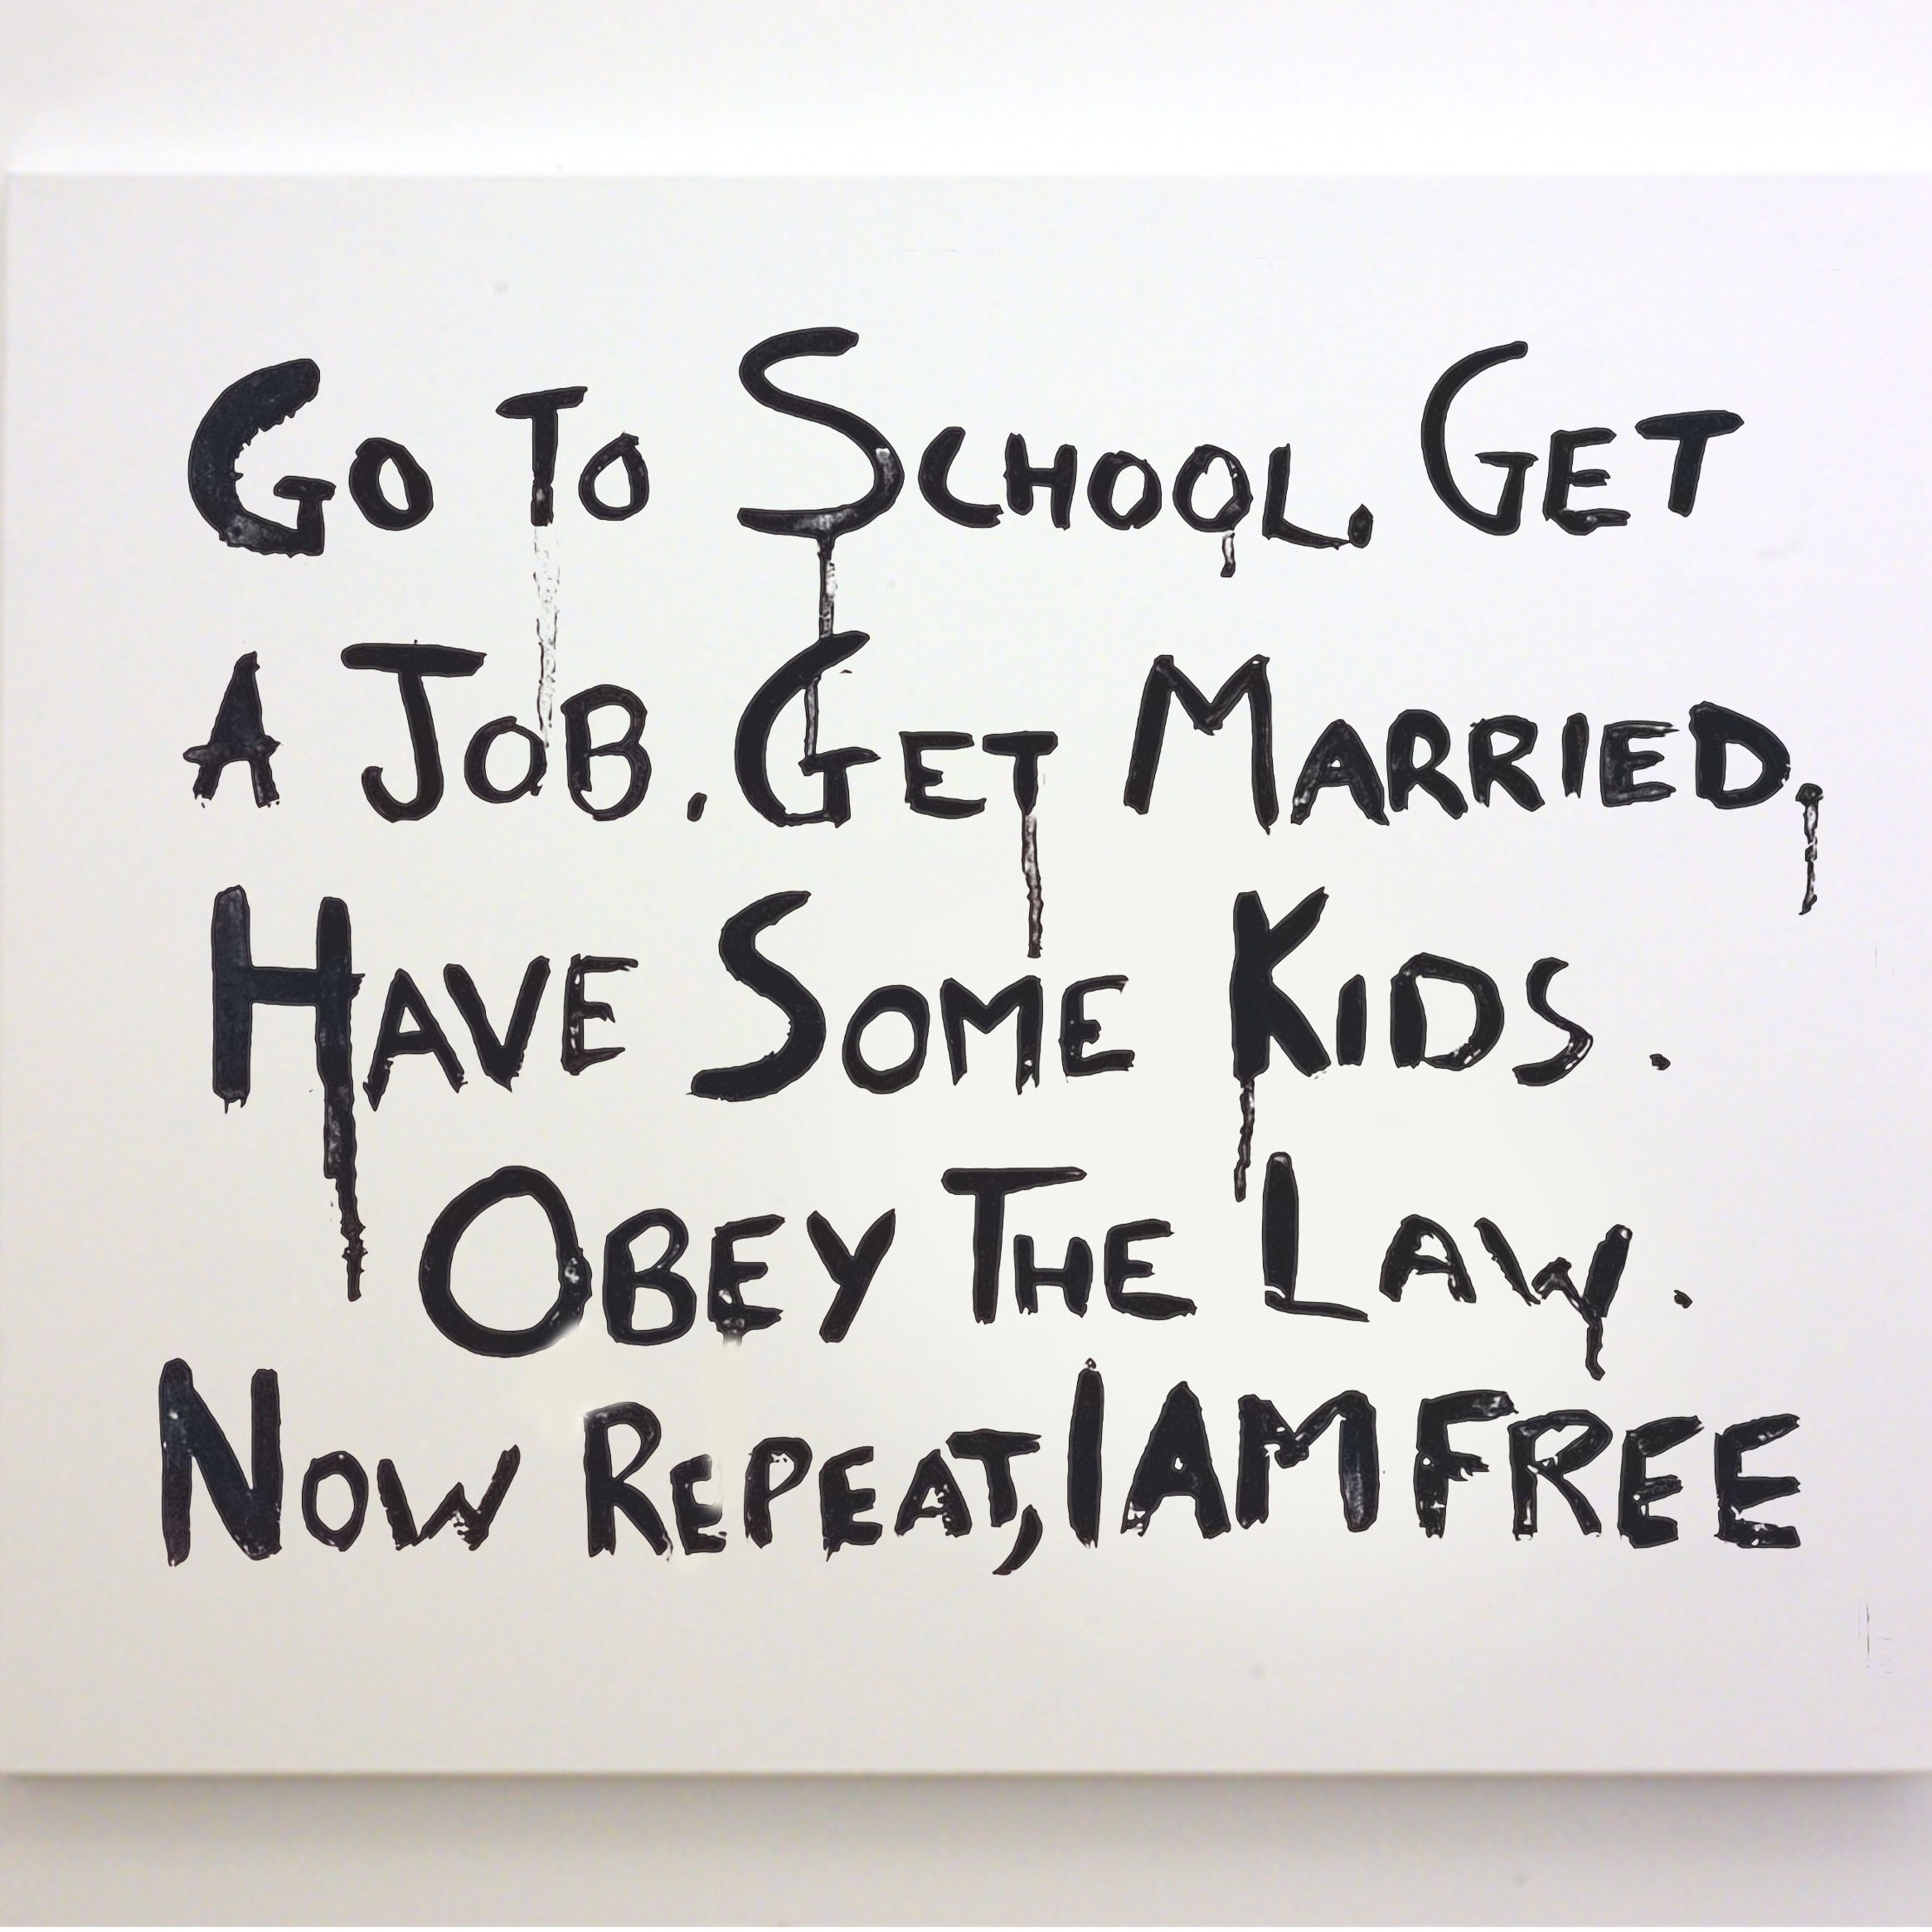 Go To School. Get
A Job. Get Married,
Have Some Kids.
Obey The Law.
Now Repeat, I AM FREE